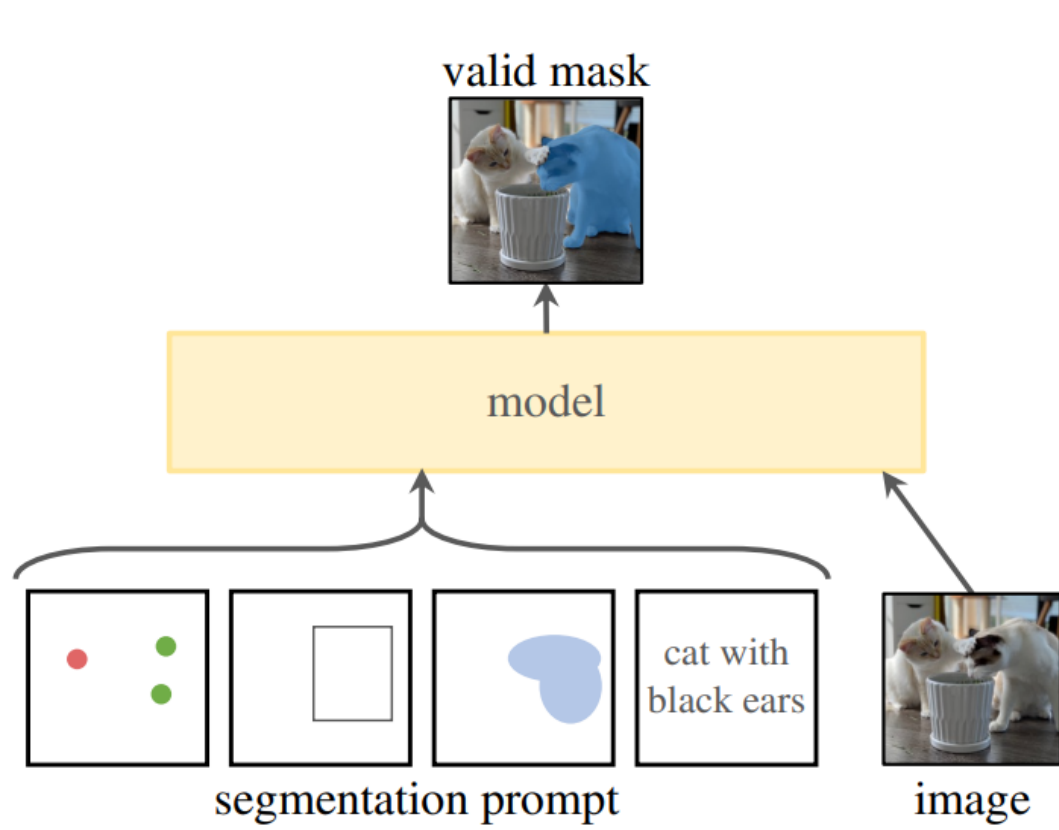 valid mask
model
cat with
black ears
segmentation prompt
image